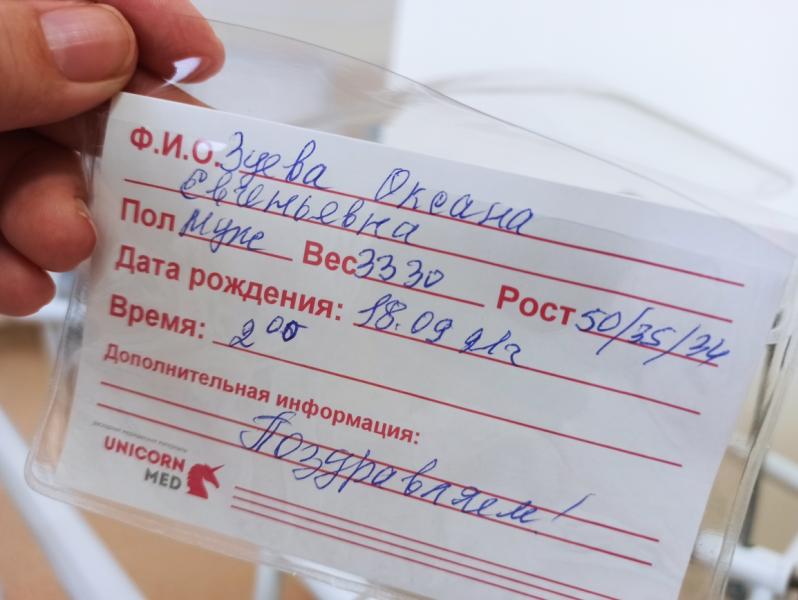 Ф.И.О. Зуева Оксана
Евгеньевна
Пол Муж Вес 3330 Рост 50/35/34
Дата рождения: 18.09 21г
Время: 2 00
Дополнительная информация:
Поздравляем!
UNICORN
MED